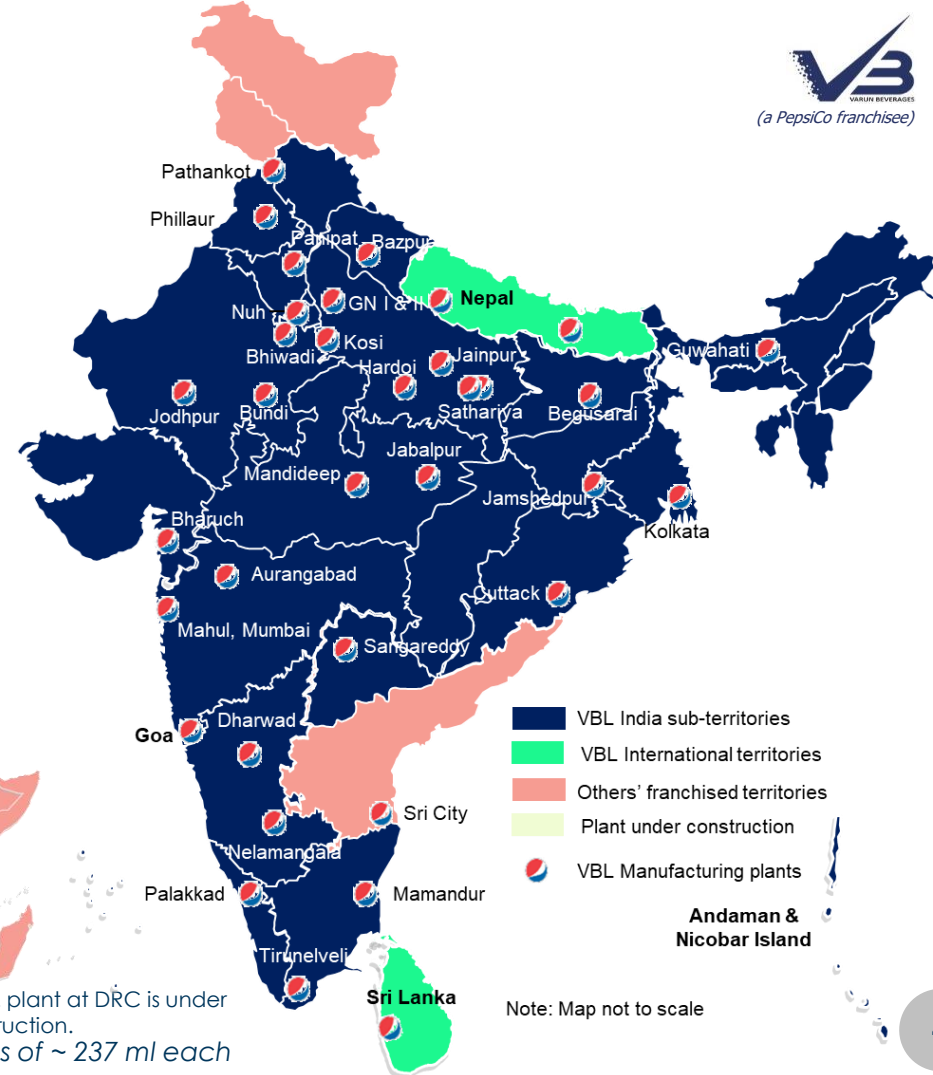 VB
VARUN BEVERAGES
(a PepsiCo franchisee)
Pathankot
Phillaur
Panipat
Bazpur
Nepal
Nuh
GN I & II
Kosi
Bhiwadi
Guwahati
Jainpur
Hardoi
Jodhpur
Bundi
Sathariya
Begusarai
Jabalpur
Mandideep
Jamshedpur
Kolkata
Bharuch
Aurangabad
Cuttack
Mahul, Mumbai
Sangareddy
Goa
Dharwad
VBL India sub-territories
VBL International territories
Others’ franchised territories
Plant under construction
VBL Manufacturing plants
Sri City
Nelamangala
Palakkad
Mamandur
Andaman &
Nicobar Island
Tirunelveli
Sri Lanka
Note: Map not to scale
plant at DRC is under
ruction.
s of ~ 237 ml each